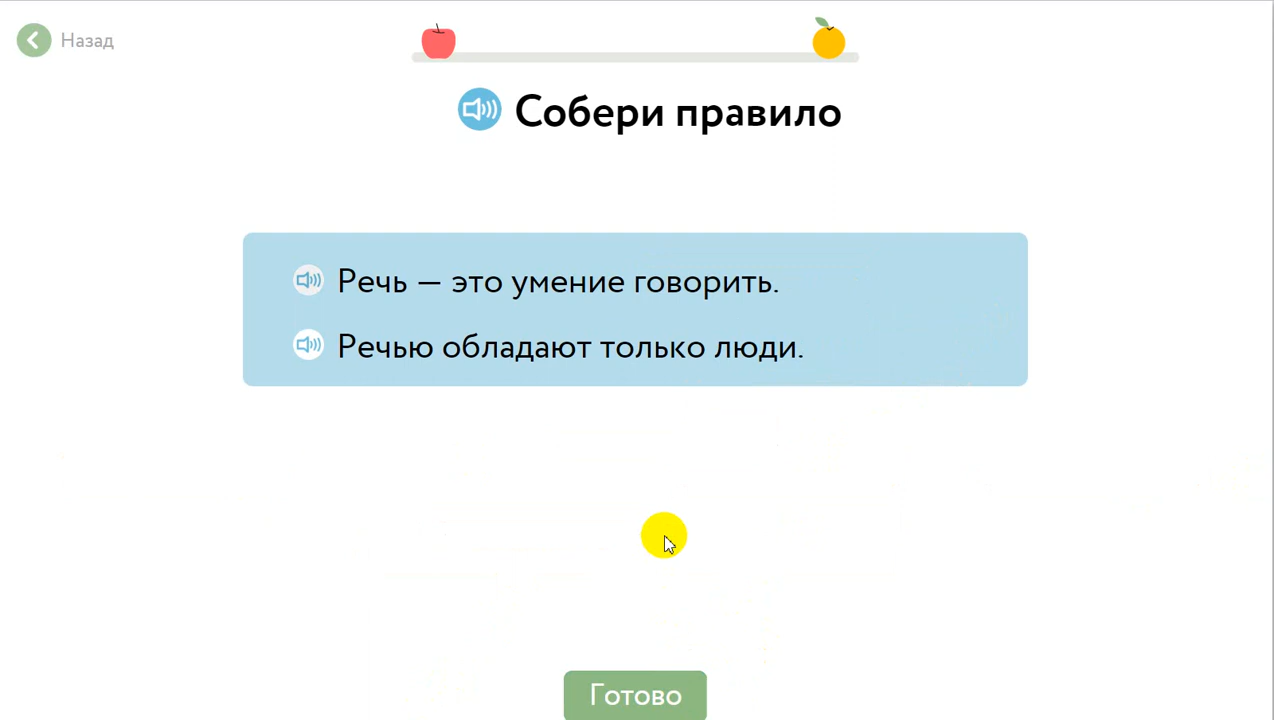 Назад
Собери правило
Речь — это умение говорить.
Речью обладают только люди.
Готово